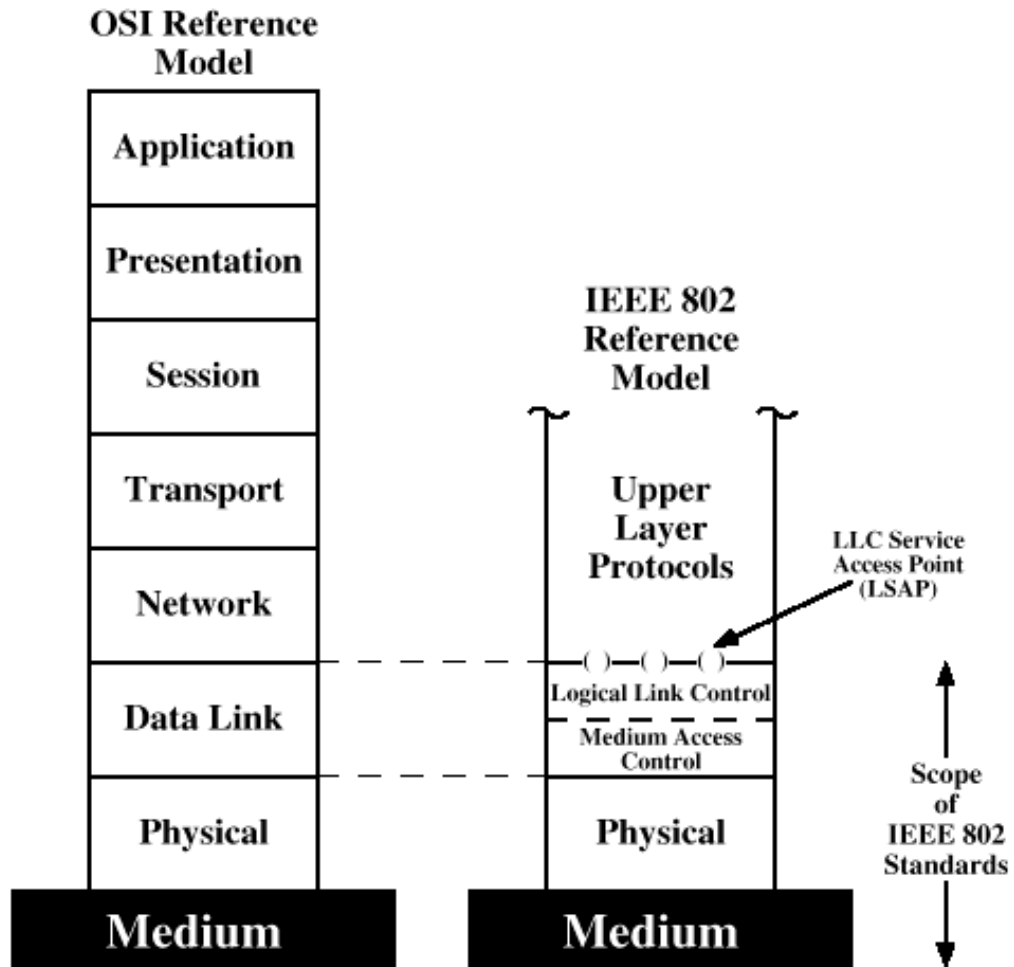 OSI Reference
Model
Application
Presentation
Session
Transport
Network
Data Link
Physical
Medium
IEEE 802
Reference
Model
Upper
Layer
Protocols
LLC Service
Access Point
(LSAP)
Logical Link Control
Medium Access
Control
Physical
Medium
Scope
of
IEEE 802
Standards